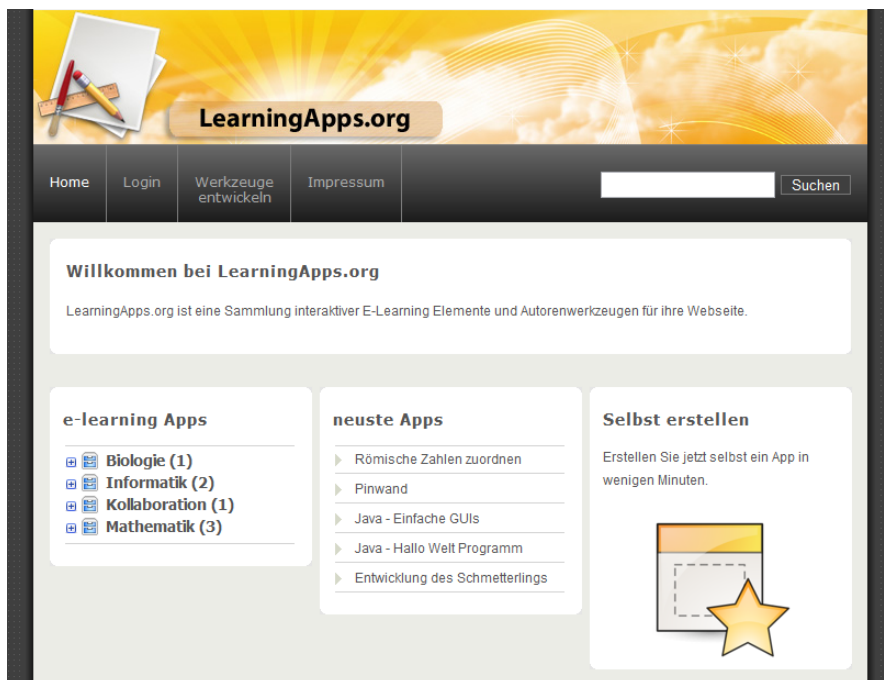 LearningApps.org
Home
Login
Werkzeuge
entwickeln
Impressum
Suchen
Willkommen bei LearningApps.org
LearningApps.org ist eine Sammlung interaktiver E-Learning Elemente und Autorenwerkzeugen für ihre Webseite.
e-learning Apps
Biologie (1)
Informatik (2)
Kollaboration (1)
Mathematik (3)
neuste Apps
Römische Zahlen zuordnen
Pinwand
Java - Einfache GUIs
Java - Hallo Welt Programm
Entwicklung des Schmetterlings
Selbst erstellen
Erstellen Sie jetzt selbst ein App in
wenigen Minuten.